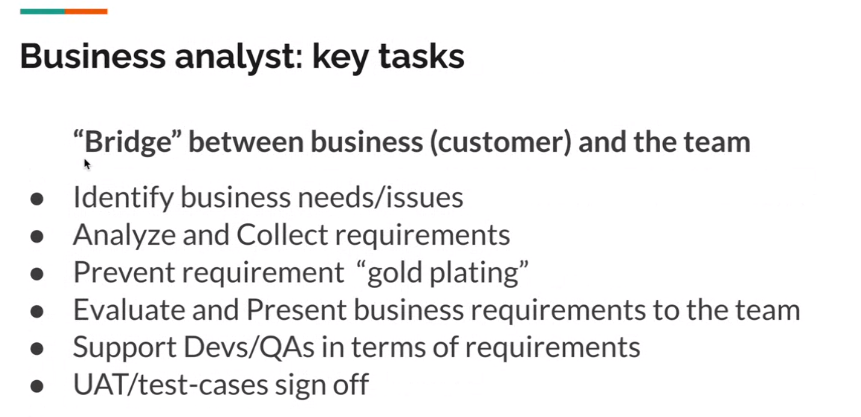 Business analyst: key tasks
“Bridge” between business (customer) and the team
● Identify business needs/issues
● Analyze and Collect requirements
● Prevent requirement “gold plating”
● Evaluate and Present business requirements to the team
● Support Devs/QAs in terms of requirements
● UAT/test-cases sign off